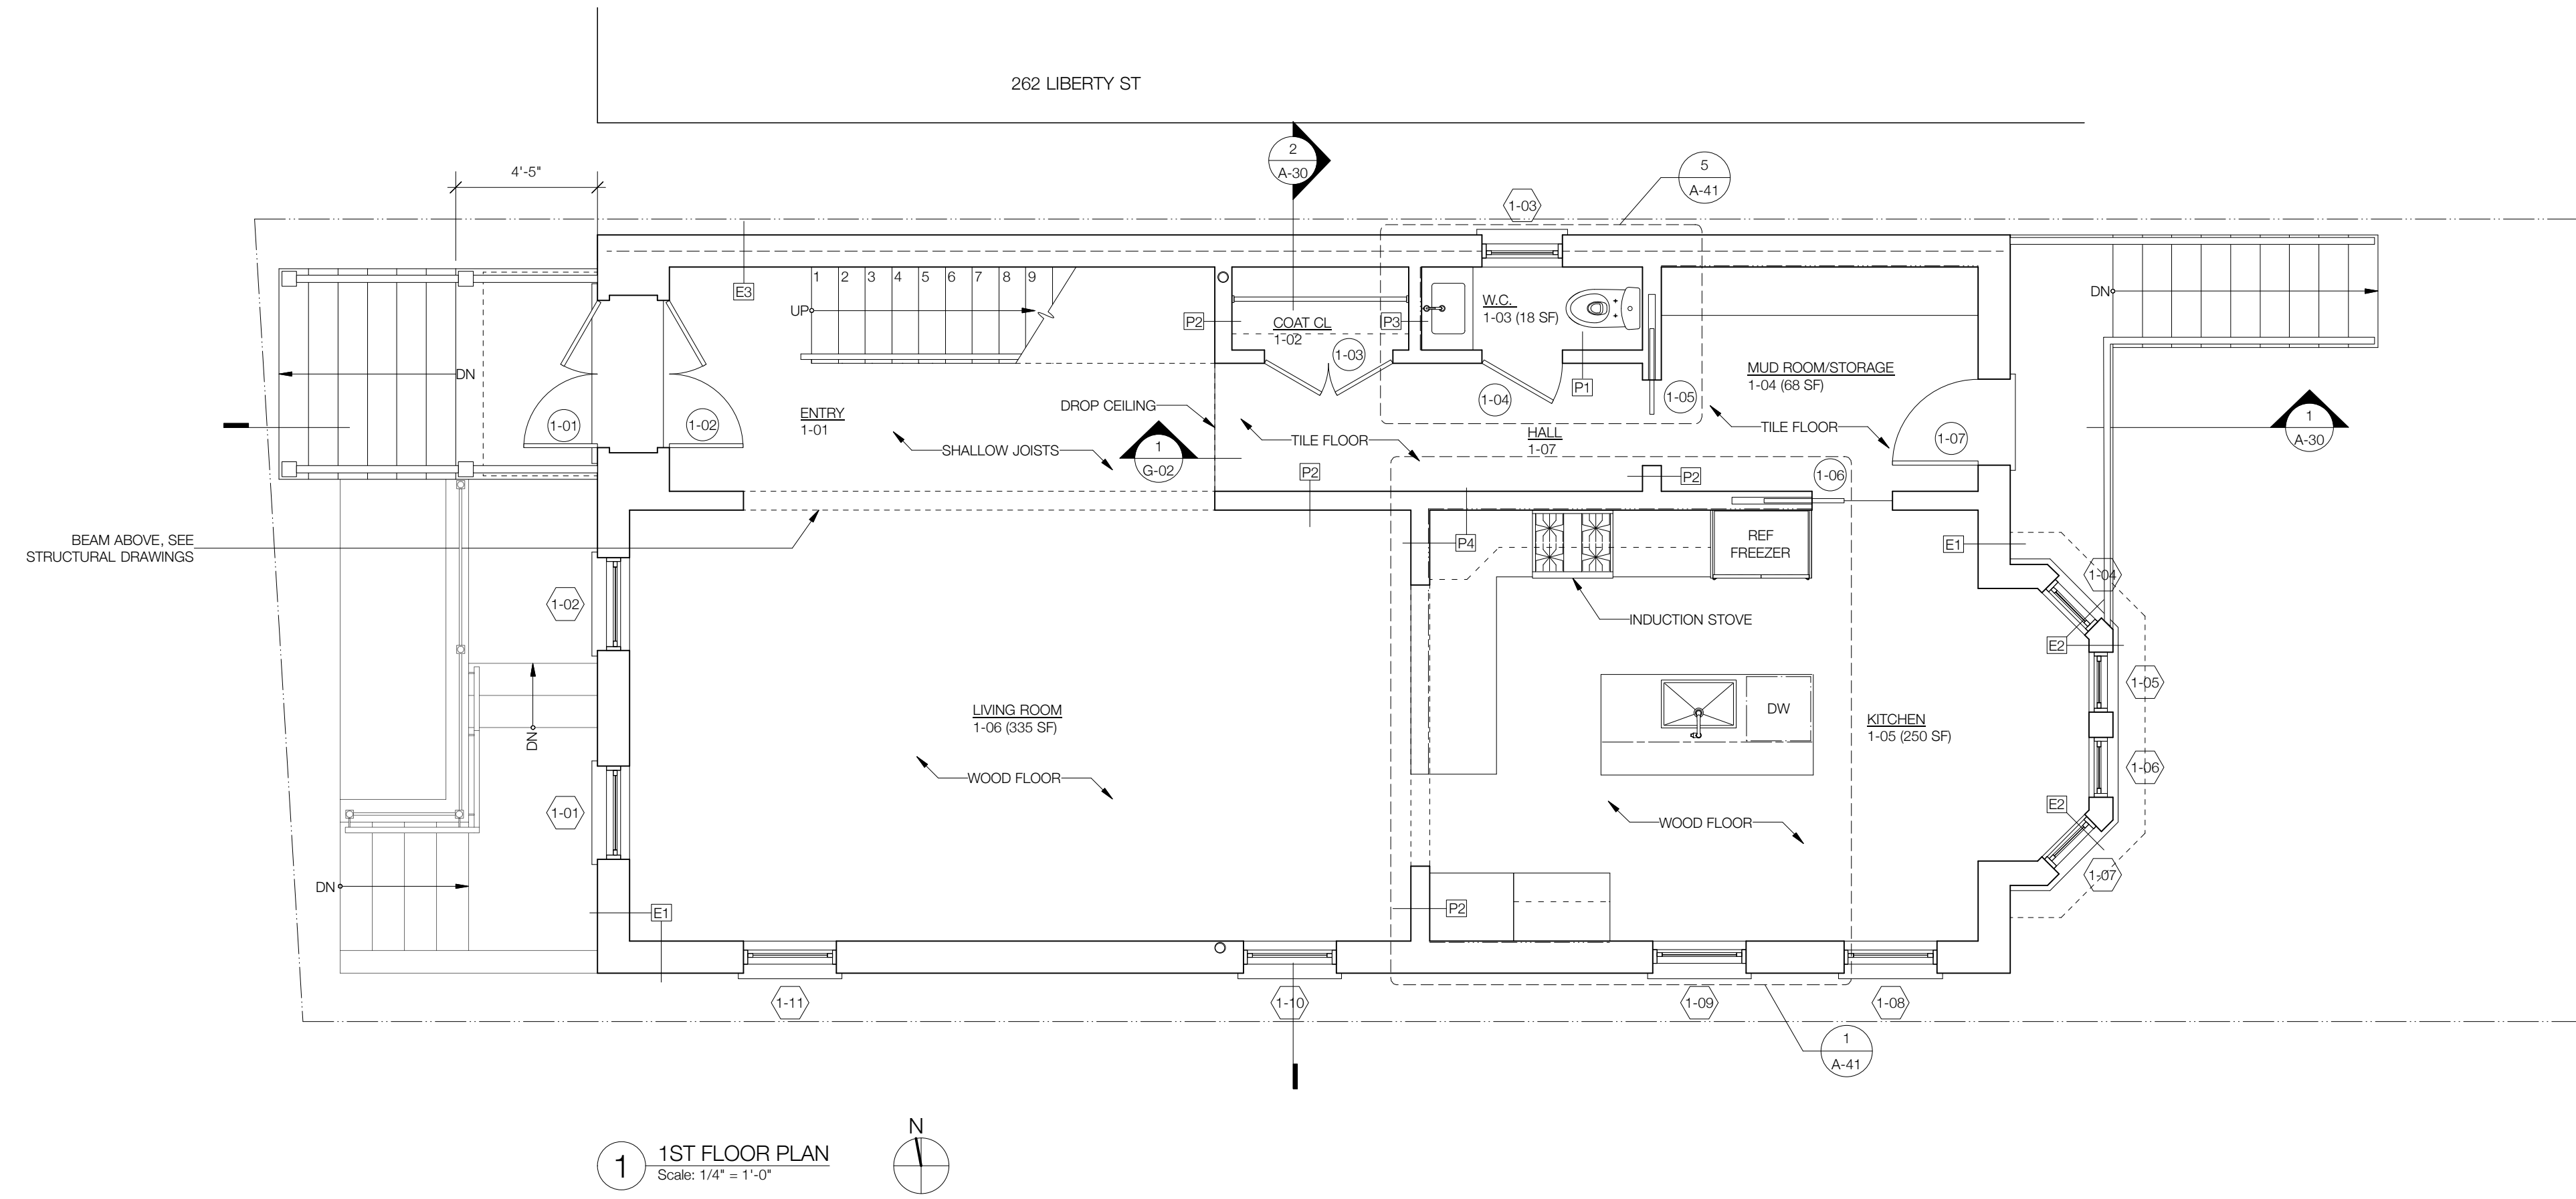 262 LIBERTY ST
4'-5"
2
A-30
5
A-41
1-03
E3
1 2 3 4 5 6 7 8 9
UP
DN
DN
P2
COAT CL
1-02
P3
W.C.
1-03 (18 SF)
1-03
P1
1-04
1-05
MUD ROOM/STORAGE
1-04 (68 SF)
1-01
1-02
ENTRY
1-01
DROP CEILING
SHALLOW JOISTS
1
G-02
TILE FLOOR
HALL
1-07
TILE FLOOR
1-07
1
A-30
P2
P2
1-06
BEAM ABOVE, SEE
STRUCTURAL DRAWINGS
P4
REF
FREEZER
E1
1-04
1-02
INDUCTION STOVE
E2
1-05
LIVING ROOM
1-06 (335 SF)
DW
KITCHEN
1-05 (250 SF)
DN
WOOD FLOOR
1-06
1-01
WOOD FLOOR
E2
DN
1-07
E1
P2
1-11
1-10
1-09
1-08
1
A-41
1
1ST FLOOR PLAN
Scale: 1/4" = 1'-0"
N